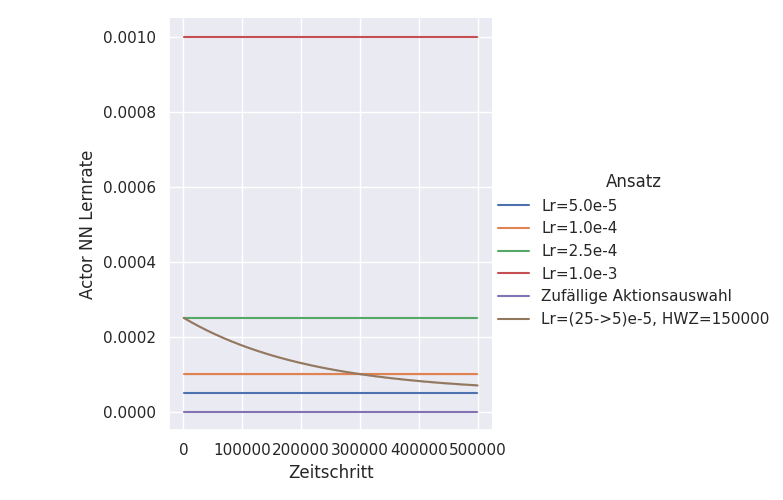 0.0010
0.0008
0.0006
0.0004
0.0002
0.0000
Actor NN Lernrate
0 100000 200000 300000 400000 500000
Zeitschritt
Ansatz
Lr=5.0e-5
Lr=1.0e-4
Lr=2.5e-4
Lr=1.0e-3
Zufällige Aktionsauswahl
Lr=(25->5)e-5, HWZ=150000